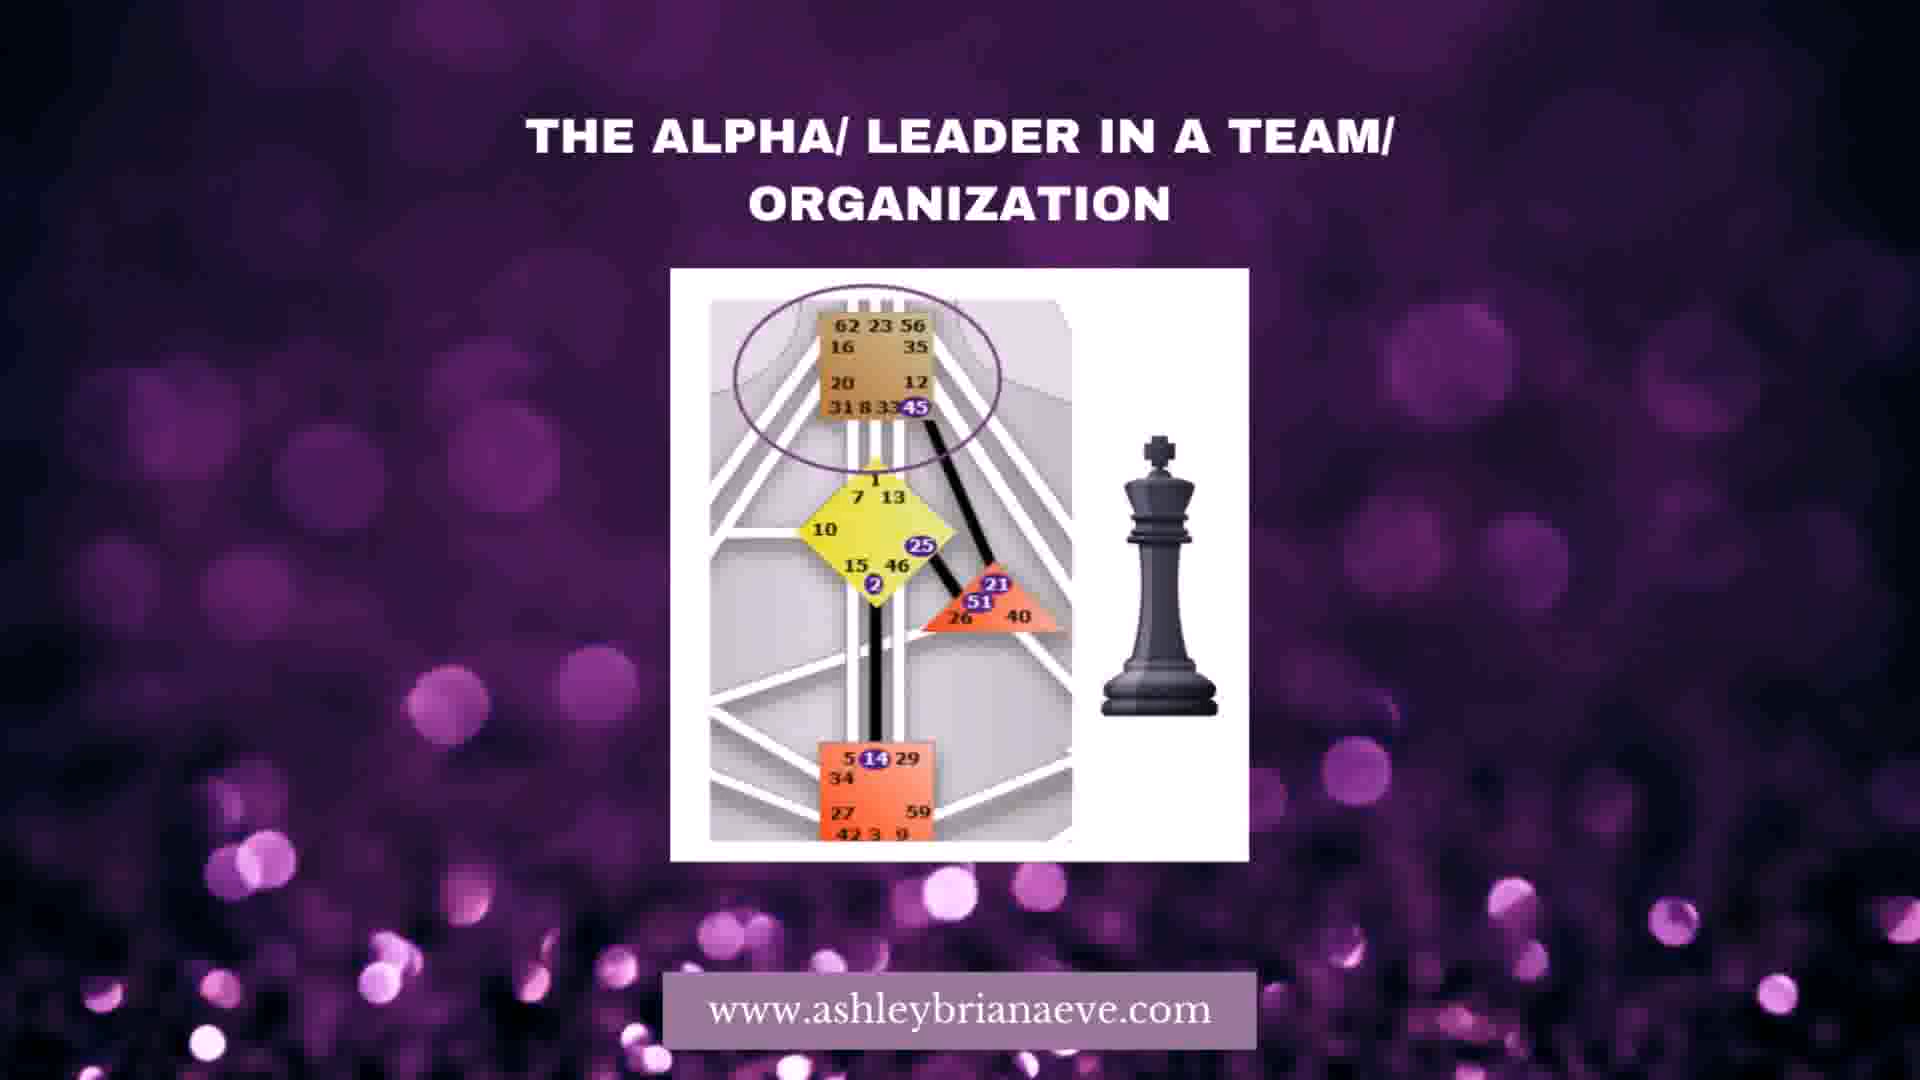 THE ALPHA/ LEADER IN A TEAM/
ORGANIZATION
62 23 56
16 35
20 12
31 8 33 45
1
7 13
10
25
15 46
2
21
51
26 40
5 14 29
34
27 59
42 3 9
www.ashleybrianaeve.com